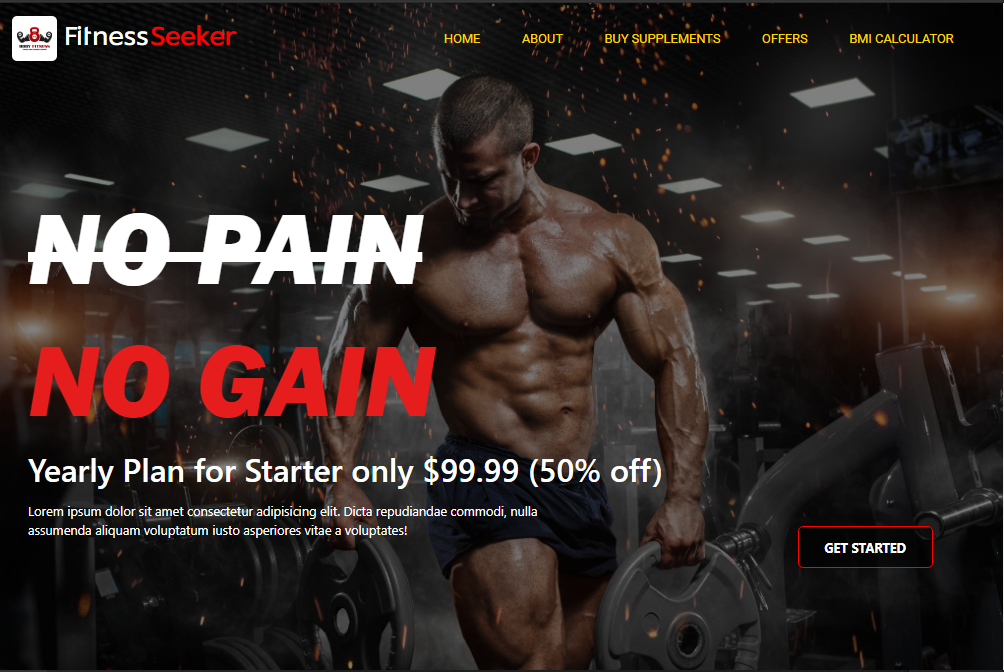 BODY FITNESS
FitnessSeeker
HOME ABOUT BUY SUPPLEMENTS OFFERS BMI CALCULATOR
NO PAIN
NO GAIN
Yearly Plan for Starter only $99.99 (50% off)
Lorem ipsum dolor sit amet consectetur adipisicing elit. Dicta repudiandae commodi, nulla
assumenda aliquam voluptatum iusto asperiores vitae a voluptates!
GET STARTED